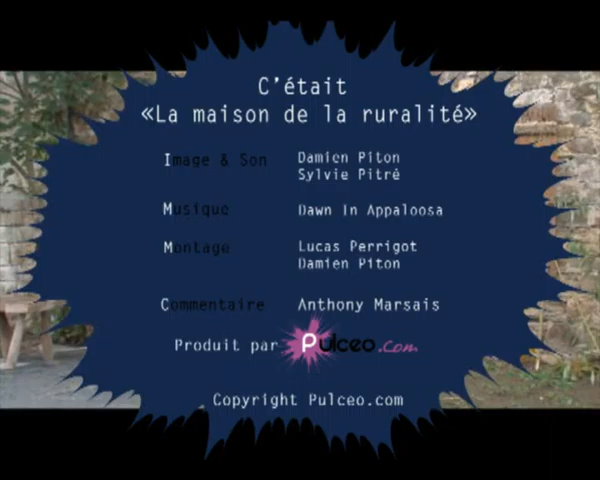 C'était
«La maison de la ruralité»
Image & Son Damien Piton
Sylvie Pitré
Musique Dawn In Appaloosa
Montage Lucas Perrigot
Damien Piton
Commentaire Anthony Marsais
Produit par Pulceo.com
Copyright Pulceo.com